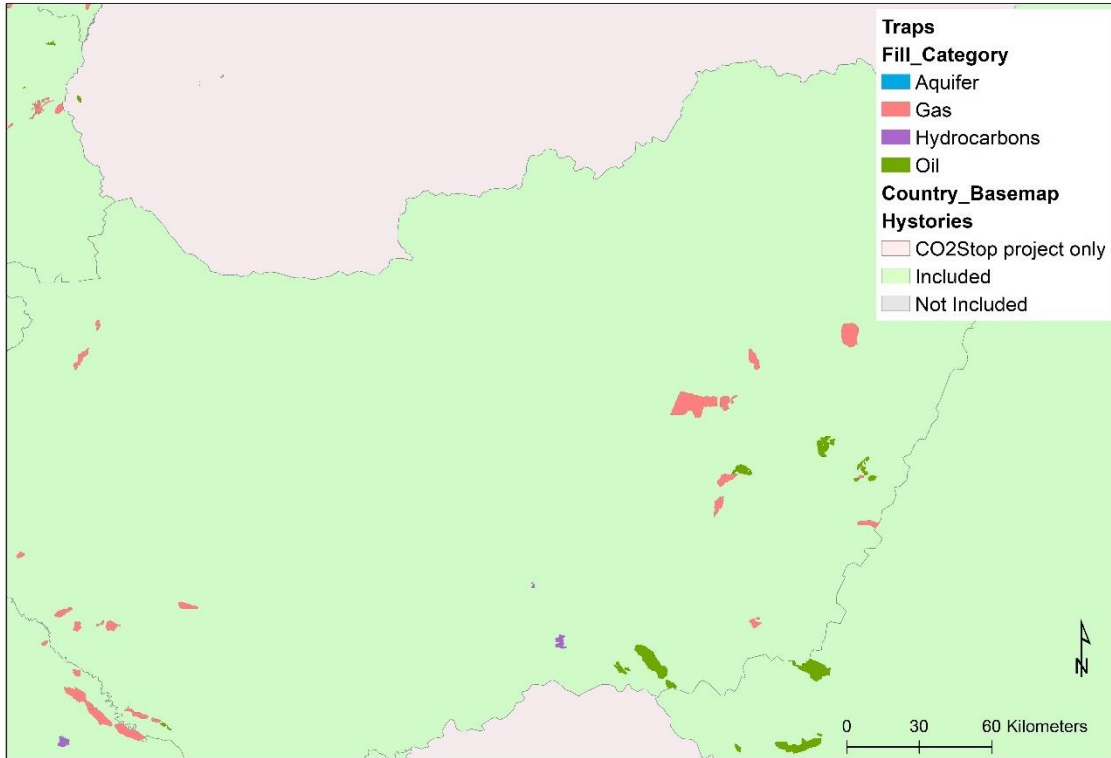 Traps
Fill_Category
Aquifer
Gas
Hydrocarbons
Oil
Country_Basemap
Hystories
CO2Stop project only
Included
Not Included
N
0 30 60 Kilometers